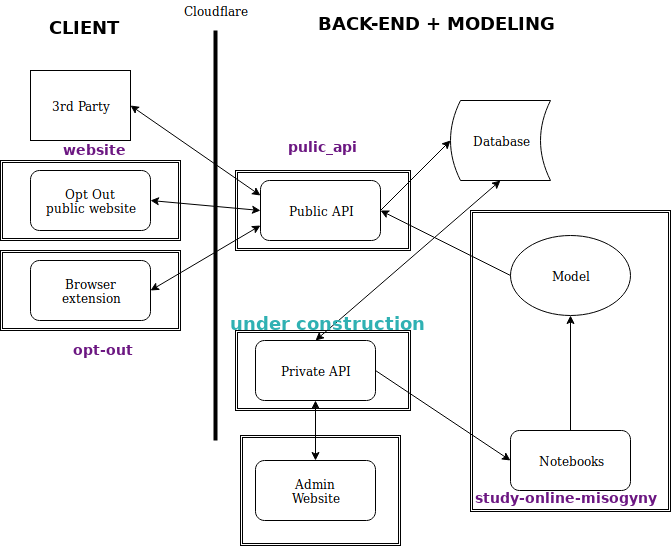 Cloudflare
CLIENT
BACK-END + MODELING
3rd Party
website
Opt Out
public website
Browser
extension
opt-out
pulic_api
Public API
Database
Model
under construction
Private API
Notebooks
study-online-misogyny
Admin
Website